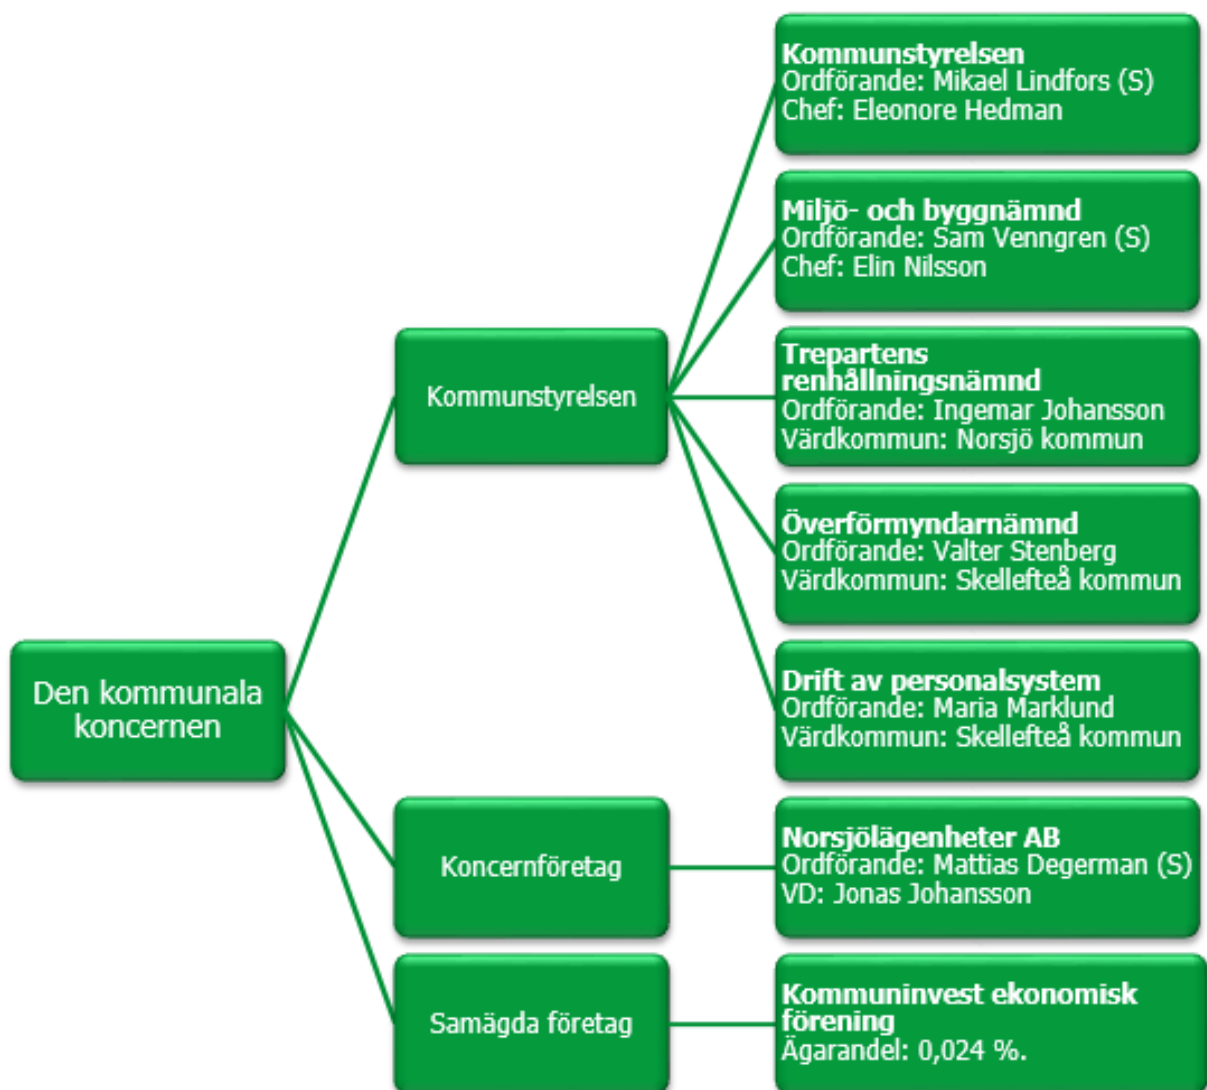 Kommunstyrelsen
Ordförande: Mikael Lindfors (S)
Chef: Eleonore Hedman
Miljö- och byggnämnd
Ordförande: Sam Venngren (S)
Chef: Elin Nilsson
Kommunstyrelsen
Trepartens
renhållningsnämnd
Ordförande: Ingemar Johansson
Värdkommun: Norsjö kommun
Överförmyndarnämnd
Ordförande: Valter Stenberg
Värdkommun: Skellefteå kommun
Den kommunala
koncernen
Drift av personalsystem
Ordförande: Maria Marklund
Värdkommun: Skellefteå kommun
Koncernföretag
Norsjölägenheter AB
Ordförande: Mattias Degerman (S)
VD: Jonas Johansson
Samägda företag
Kommuninvest ekonomisk
förening
Ägarandel: 0,024 %.